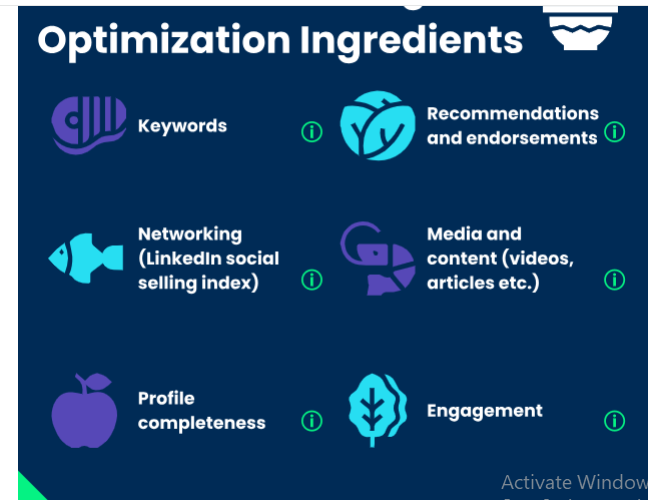 Optimization Ingredients
Keywords
Recommendations
and endorsements
Networking
(LinkedIn social
selling index)
Media and
content (videos,
articles etc.)
Profile
completeness
Engagement
Activate Window